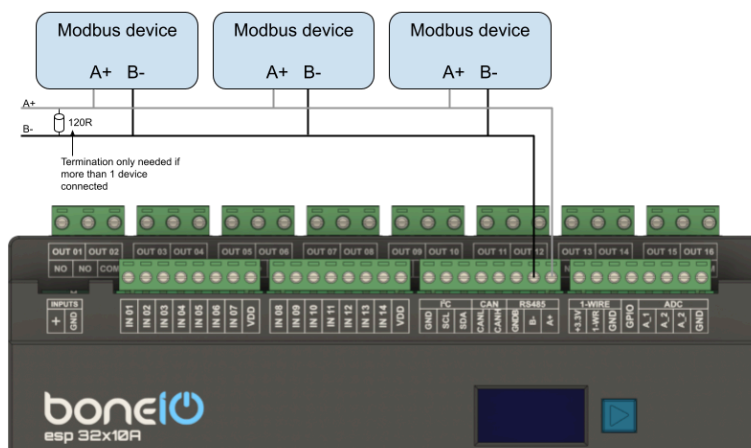 Modbus device
A+ B-
Modbus device
A+ B-
Modbus device
A+ B-
A+
120R
B-
Termination only needed if
more than 1 device
connected
OUT 01 OUT 02
OUT 03 OUT 04
OUT 05 OUT 06
OUT 07 OUT 08
OUT 09 OUT 10
OUT 11 OUT 12
OUT 13 OUT 14
OUT 15 OUT 16
NO NO COM
INPUTS
+ GND
IN 01 IN 02 IN 03 IN 04 IN 05 IN 06 IN 07 VDD
IN 08 IN 09 IN 10 IN 11 IN 12 IN 13 IN 14 VDD
I²C CAN RS485
GND SCL SDA CANL CANH GNDB B- A+
1-WIRE ADC
+3.3V 1-WR GND GPIO A_1 A_2 A_2 GND
boneiO
esp 32x10A